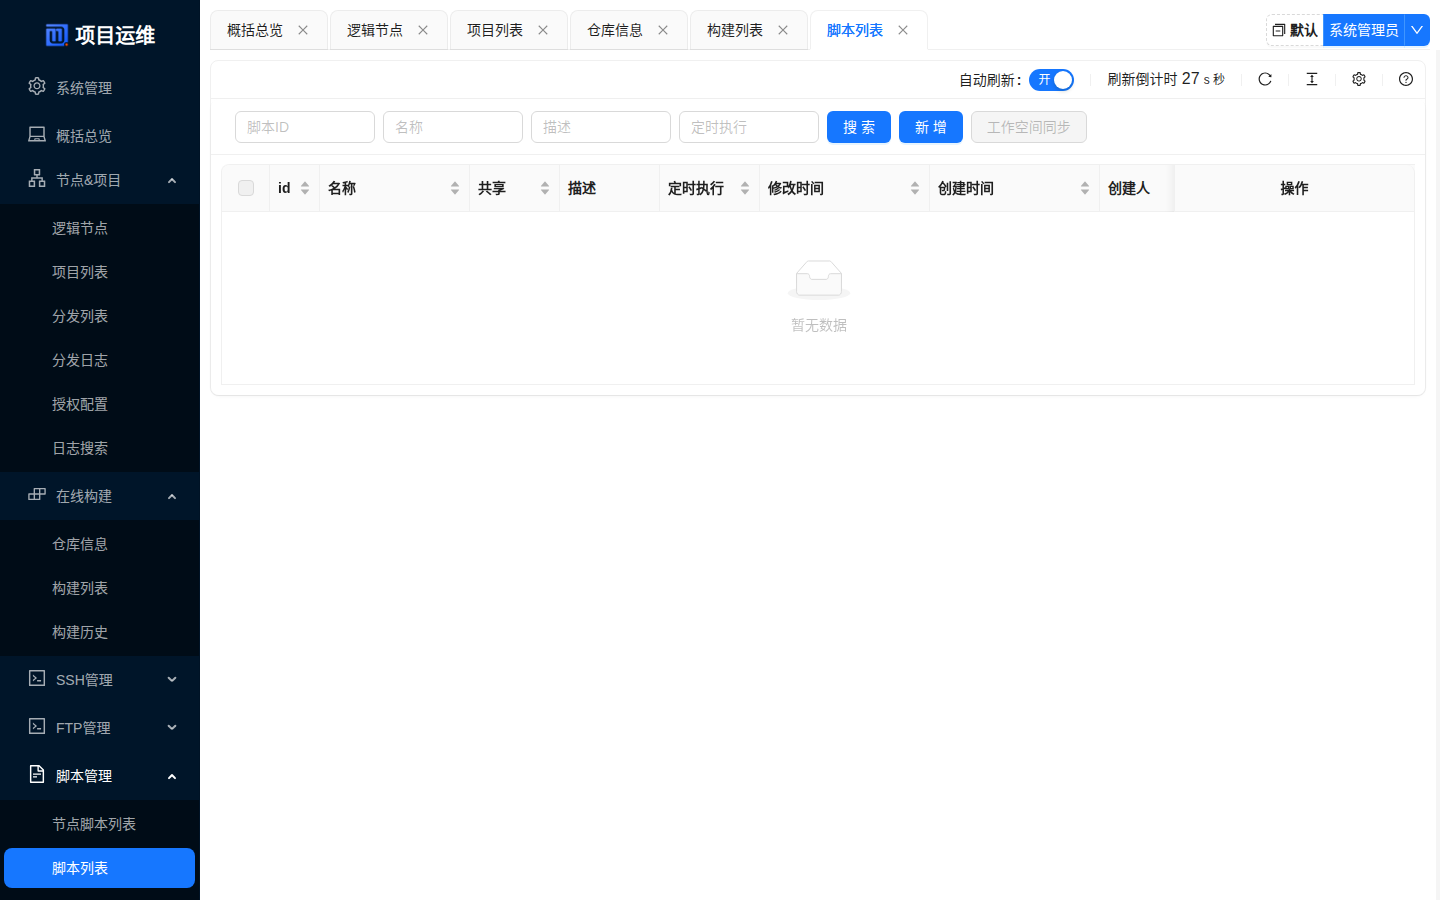 项目运维
系统管理
概括总览
节点&项目
逻辑节点
项目列表
分发列表
分发日志
授权配置
日志搜索
在线构建
仓库信息
构建列表
构建历史
SSH管理
FTP管理
脚本管理
节点脚本列表
脚本列表
概括总览 逻辑节点 项目列表 仓库信息 构建列表 脚本列表 默认 系统管理员
自动刷新： 开 刷新倒计时 27 s 秒
脚本ID 名称 描述 定时执行 搜 索 新 增 工作空间同步
id 名称 共享 描述 定时执行 修改时间 创建时间 创建人 操作
暂无数据